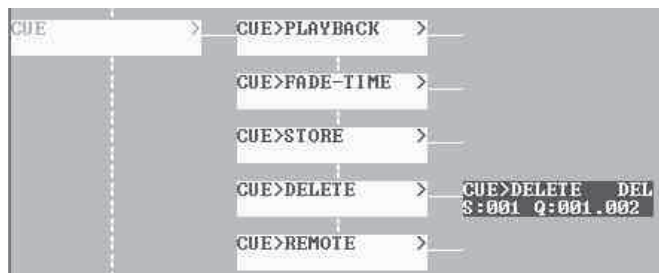 CUE >
CUE>PLAYBACK >
CUE>FADE-TIME >
CUE>STORE >
CUE>DELETE >
CUE>DELETE DEL
S:001 Q:001.002
CUE>REMOTE >